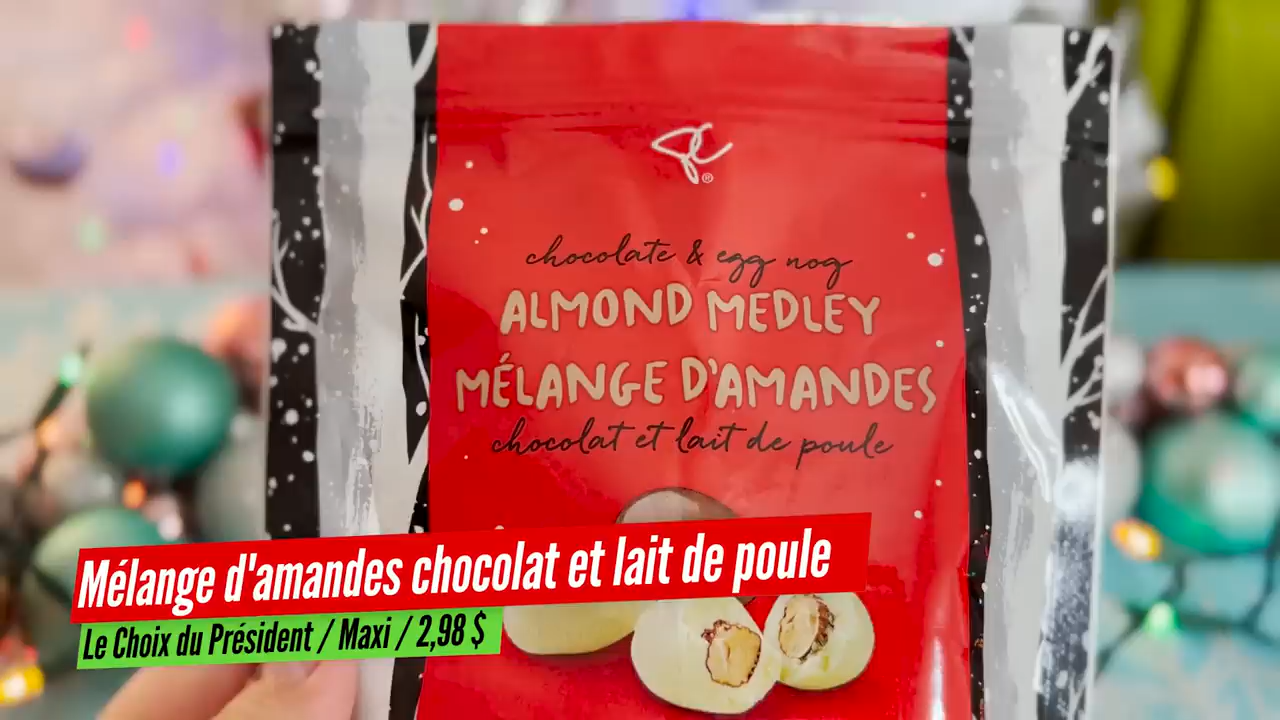 PC®
chocolate & egg nog
ALMOND MEDLEY
MÉLANGE D'AMANDES
chocolat et lait de poule
Mélange d'amandes chocolat et lait de poule
Le Choix du Président / Maxi / 2,98 $